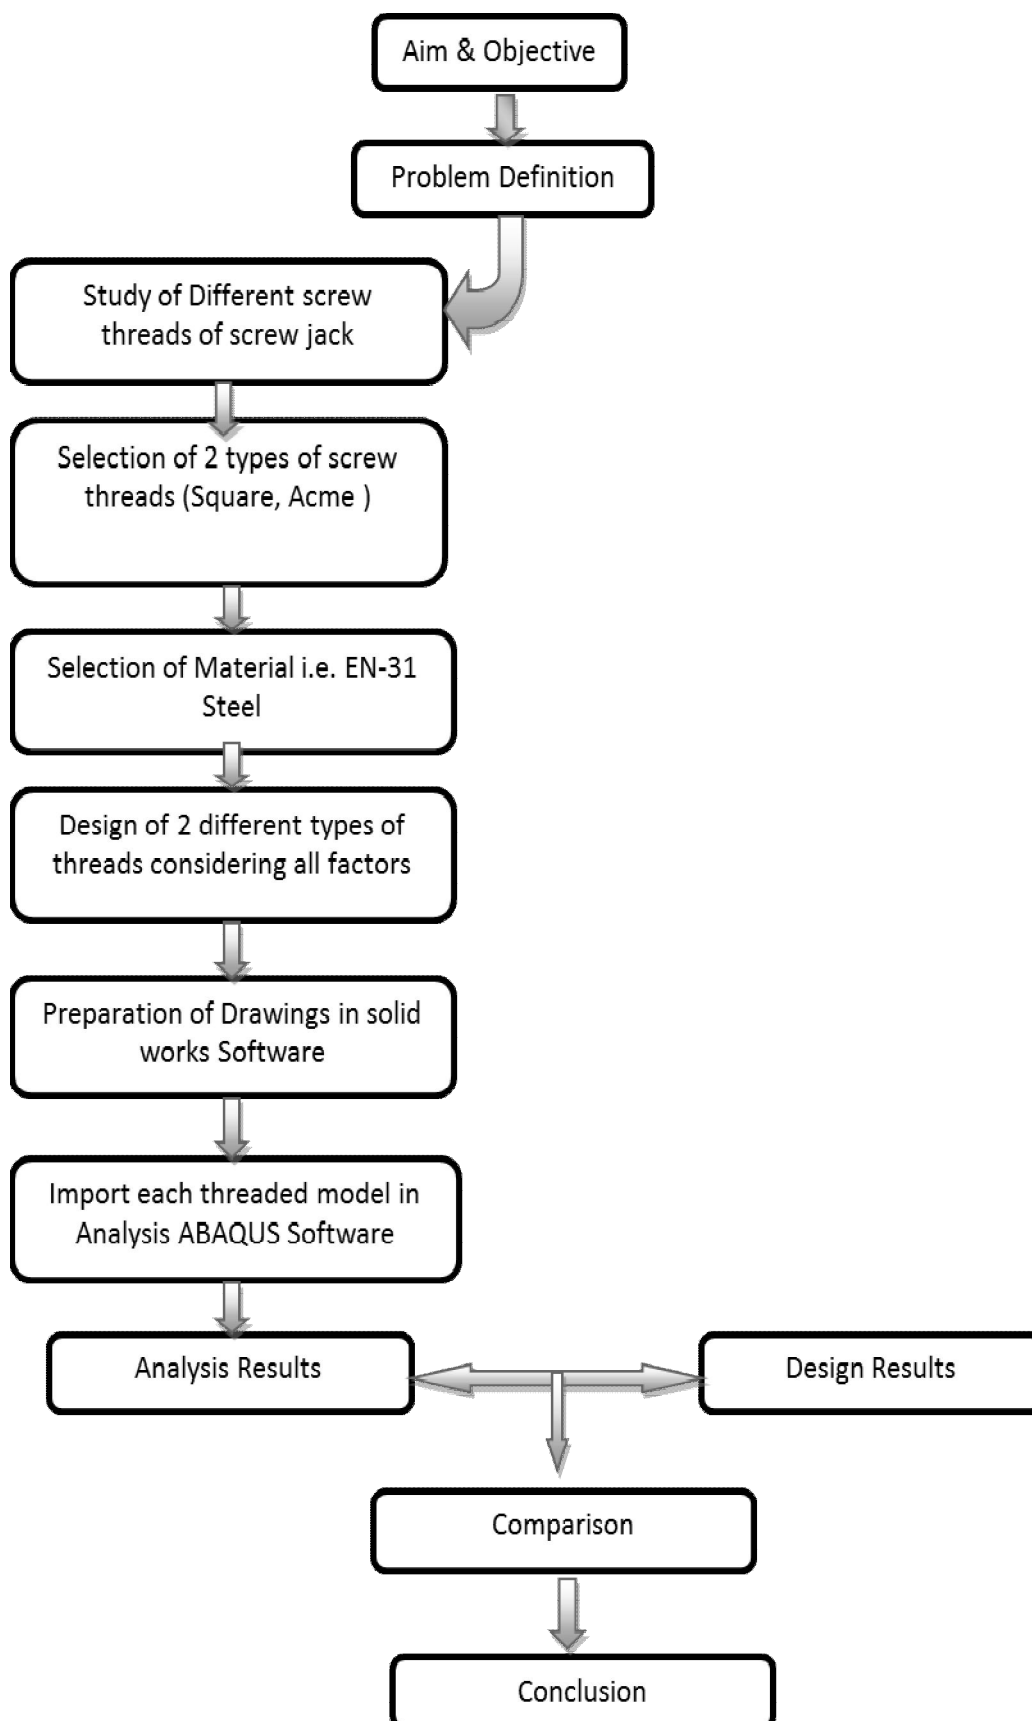 Aim & Objective
Problem Definition
Study of Different screw
threads of screw jack
Selection of 2 types of screw
threads (Square, Acme )
Selection of Material i.e. EN-31
Steel
Design of 2 different types of
threads considering all factors
Preparation of Drawings in solid
works Software
Import each threaded model in
Analysis ABAQUS Software
Analysis Results
Design Results
Comparison
Conclusion